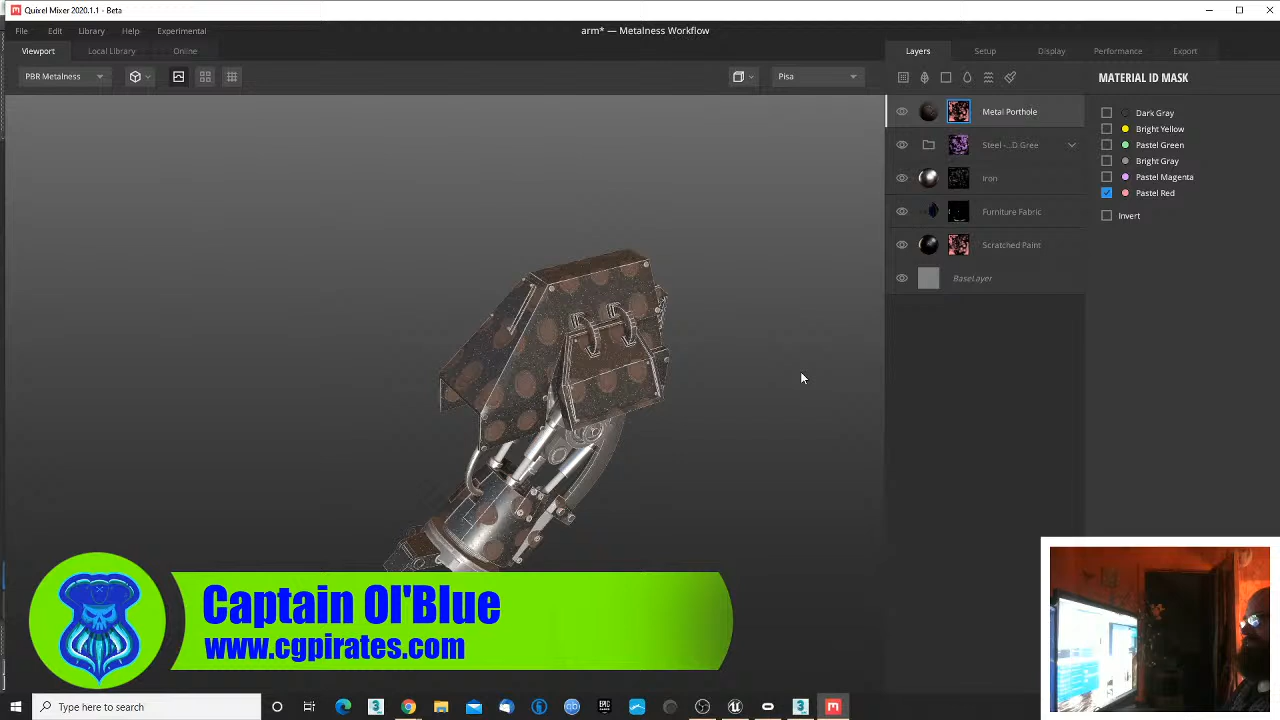 Quixel Mixer 2020.1.1 - Beta
File Edit Library Help Experimental
arm* — Metalness Workflow
Viewport Local Library Online
Layers Setup Display Performance Export
PBR Metalness
Pisa
MATERIAL ID MASK
Metal Porthole
Steel -...D Gree
Iron
Furniture Fabric
Scratched Paint
BaseLayer
Dark Gray
Bright Yellow
Pastel Green
Bright Gray
Pastel Magenta
Pastel Red
Invert
Captain Ol'Blue
www.cgpirates.com
Type here to search